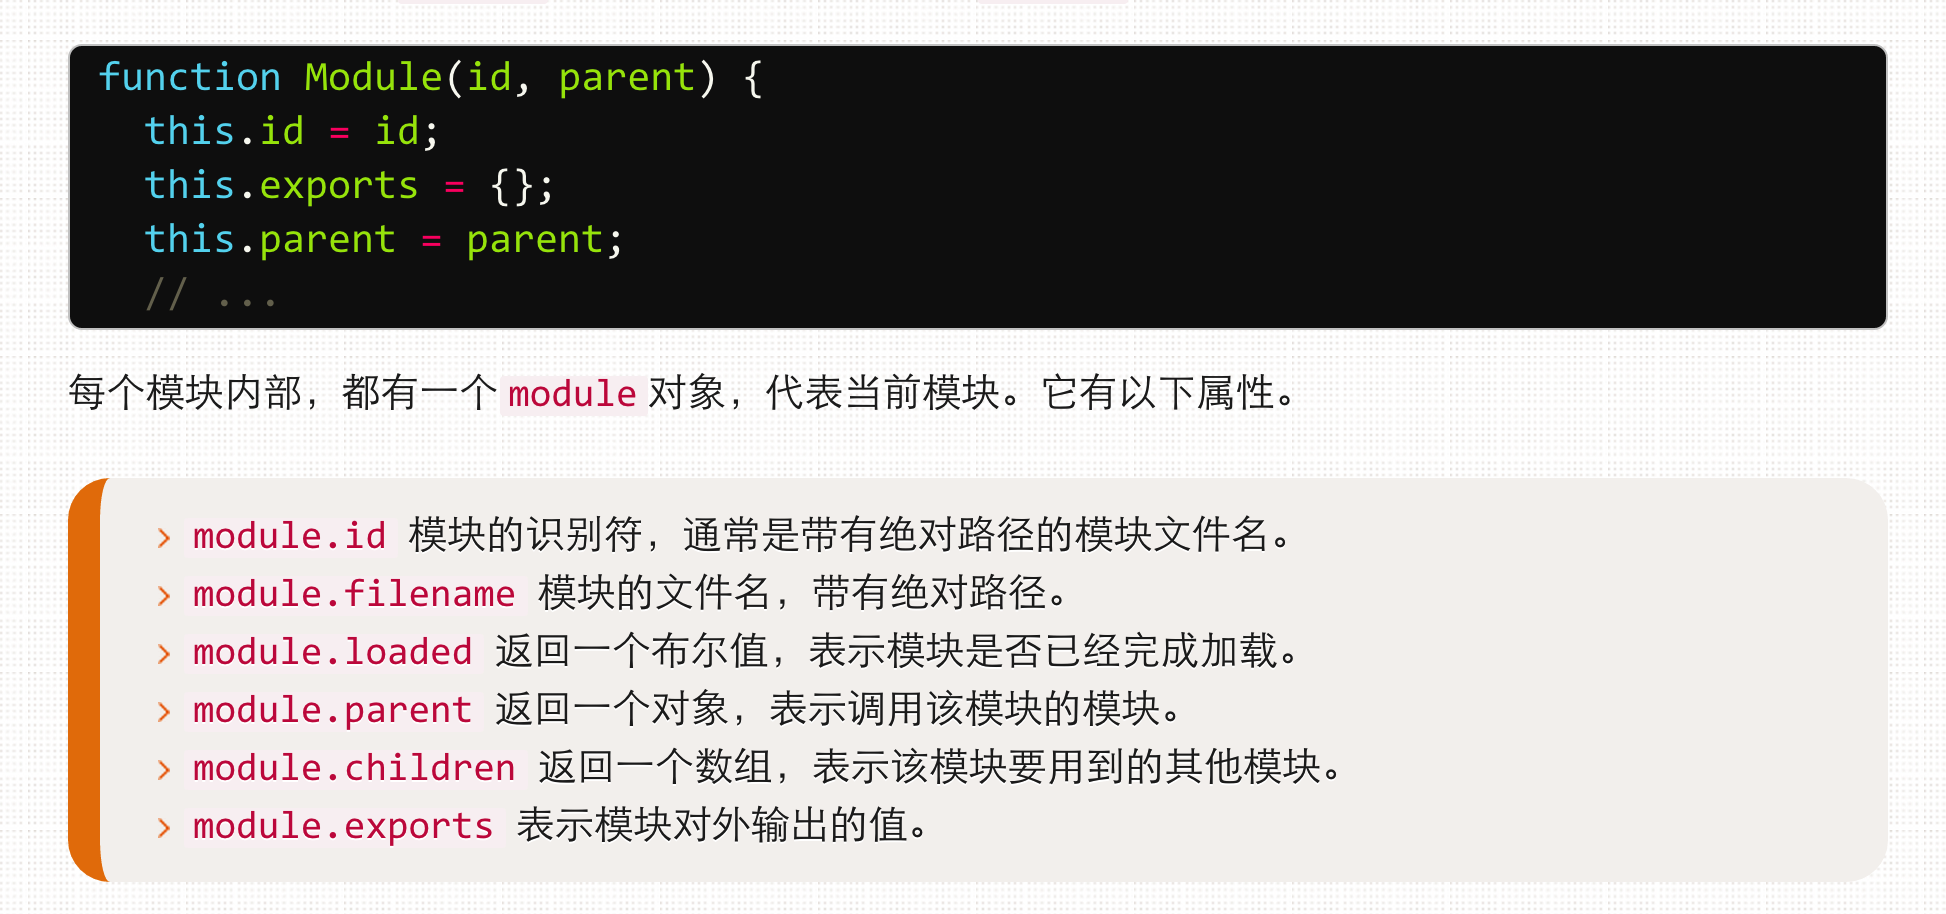 function Module(id, parent) {
  this.id = id;
  this.exports = {};
  this.parent = parent;
  // ...
每个模块内部，都有一个module对象，代表当前模块。它有以下属性。
› module.id 模块的识别符，通常是带有绝对路径的模块文件名。
› module.filename 模块的文件名，带有绝对路径。
› module.loaded 返回一个布尔值，表示模块是否已经完成加载。
› module.parent 返回一个对象，表示调用该模块的模块。
› module.children 返回一个数组，表示该模块要用到的其他模块。
› module.exports 表示模块对外输出的值。